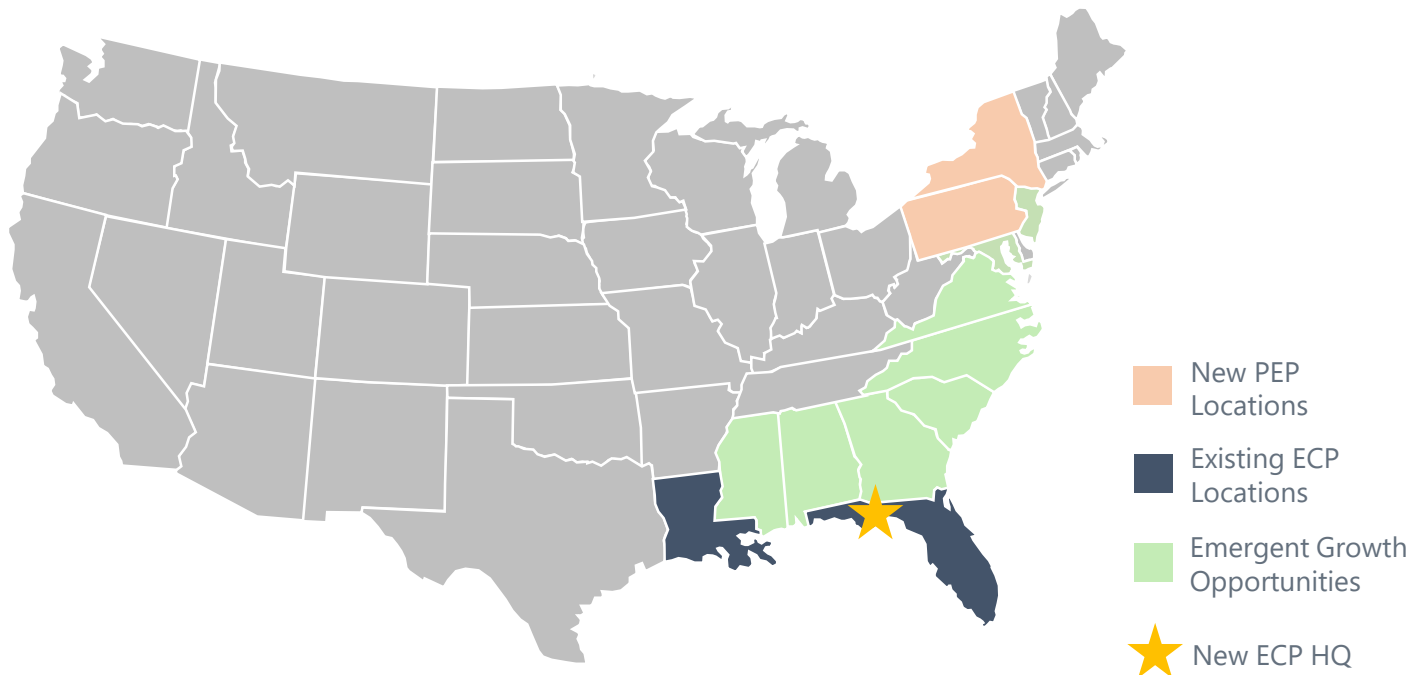 New PEP
Locations
Existing ECP
Locations
Emergent Growth
Opportunities
New ECP HQ